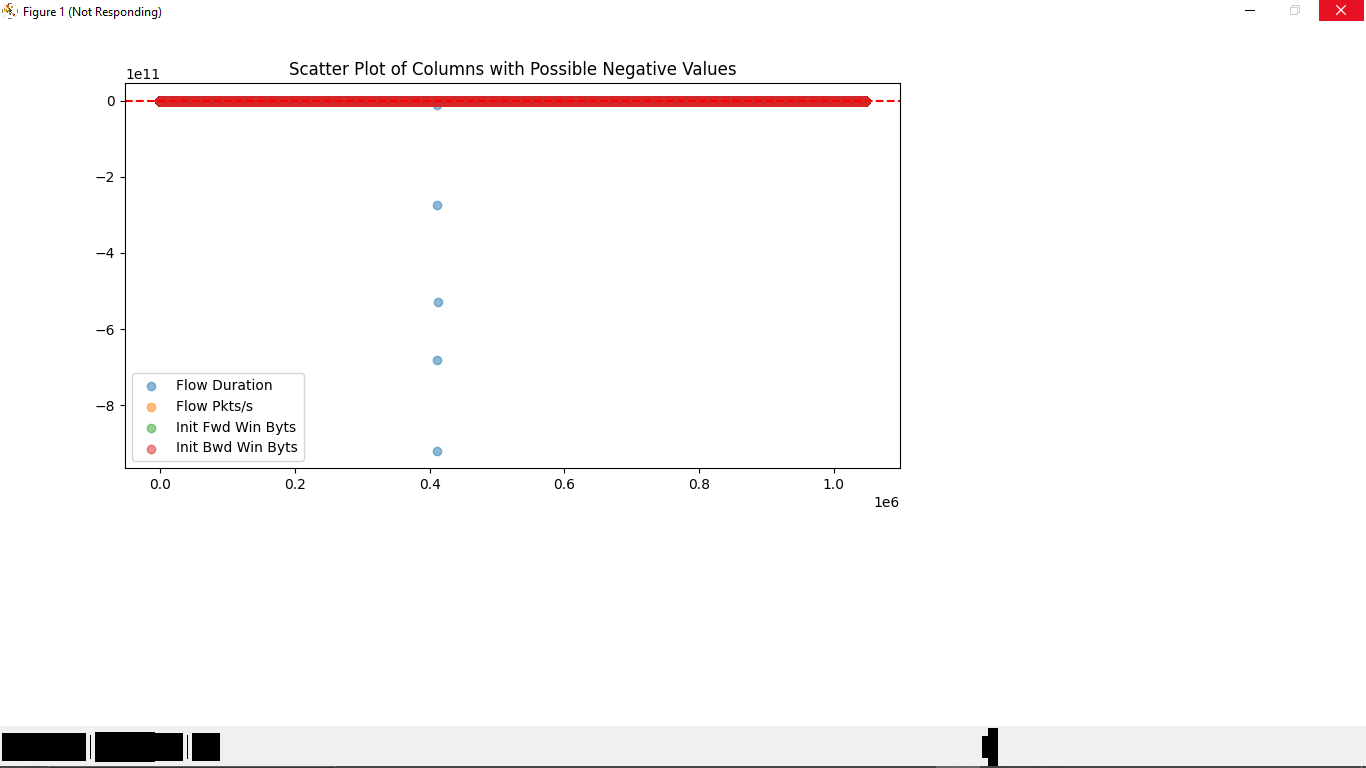 Figure 1 (Not Responding)
Scatter Plot of Columns with Possible Negative Values
1e11
0
−2
−4
−6
−8
Flow Duration
Flow Pkts/s
Init Fwd Win Byts
Init Bwd Win Byts
0.0 0.2 0.4 0.6 0.8 1.0
1e6